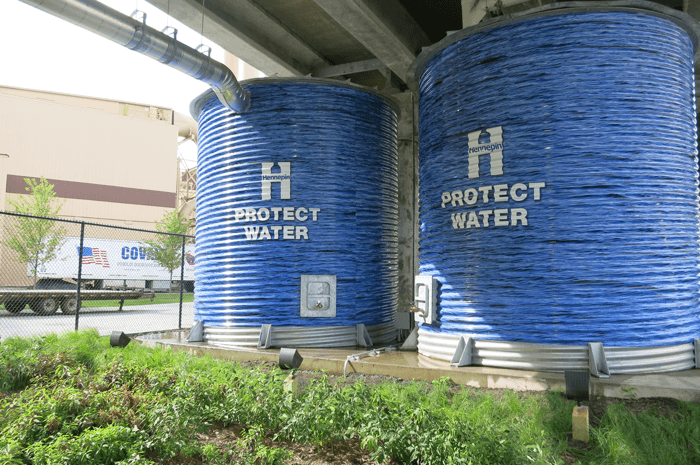 Hennepin
H
PROTECT
WATER
Hennepin
H
PROTECT
WATER